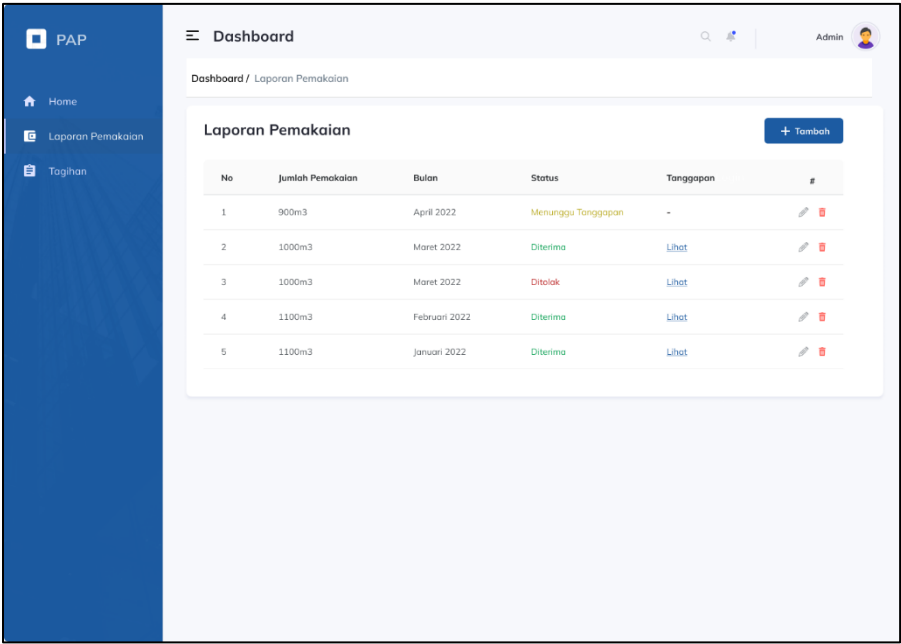 PAP
Dashboard
Admin
Dashboard / Laporan Pemakaian
Home
Laporan Pemakaian
Tagihan
Laporan Pemakaian
+ Tambah
No Jumlah Pemakaian Bulan Status Tanggapan #
1 900m3 April 2022 Menunggu Tanggapan -
2 1000m3 Maret 2022 Diterima Lihat
3 1000m3 Maret 2022 Ditolak Lihat
4 1100m3 Februari 2022 Diterima Lihat
5 1100m3 Januari 2022 Diterima Lihat